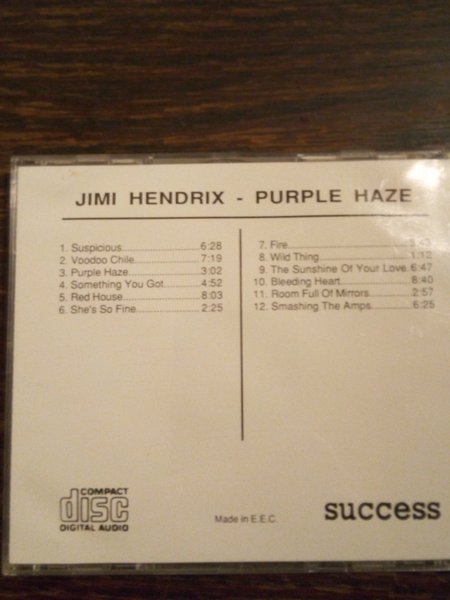 JIMI HENDRIX - PURPLE HAZE
1. Suspicious 6:28
2. Voodoo Chile 7:19
3. Purple Haze 3:02
4. Something You Got 4:52
5. Red House 8:03
6. She's So Fine 2:25
7. Fire
8. Wild Thing 1:12
9. The Sunshine Of Your Love 6:47
10. Bleeding Heart 8:40
11. Room Full Of Mirrors 2:57
12. Smashing The Amps 6:25
COMPACT
disc
DIGITAL AUDIO
Made in E.E.C.
success